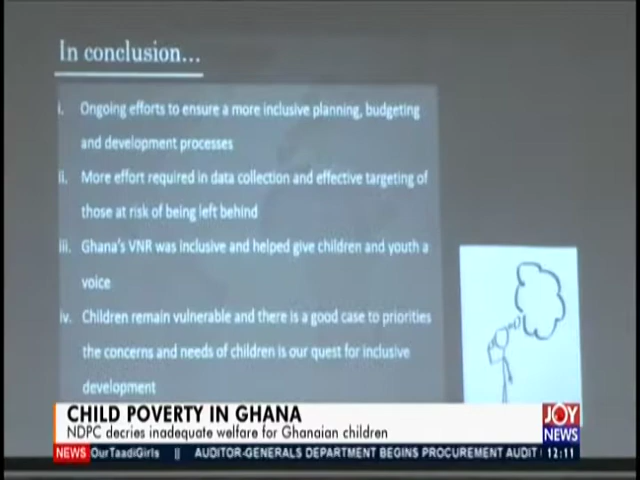 In conclusion...
i. Ongoing efforts to ensure a more inclusive planning, budgeting
and development processes
ii. More effort required in data collection and effective targeting of
those at risk of being left behind
iii. Ghana's VNR was inclusive and helped give children and youth a
voice
iv. Children remain vulnerable and there is a good case to priorities
the concerns and needs of children is our quest for inclusive
development
CHILD POVERTY IN GHANA
NDPC decries inadequate welfare for Ghanaian children
JOY
NEWS
NEWS OurTaadiGirls || AUDITOR-GENERALS DEPARTMENT BEGINS PROCUREMENT AUDIT 12:11